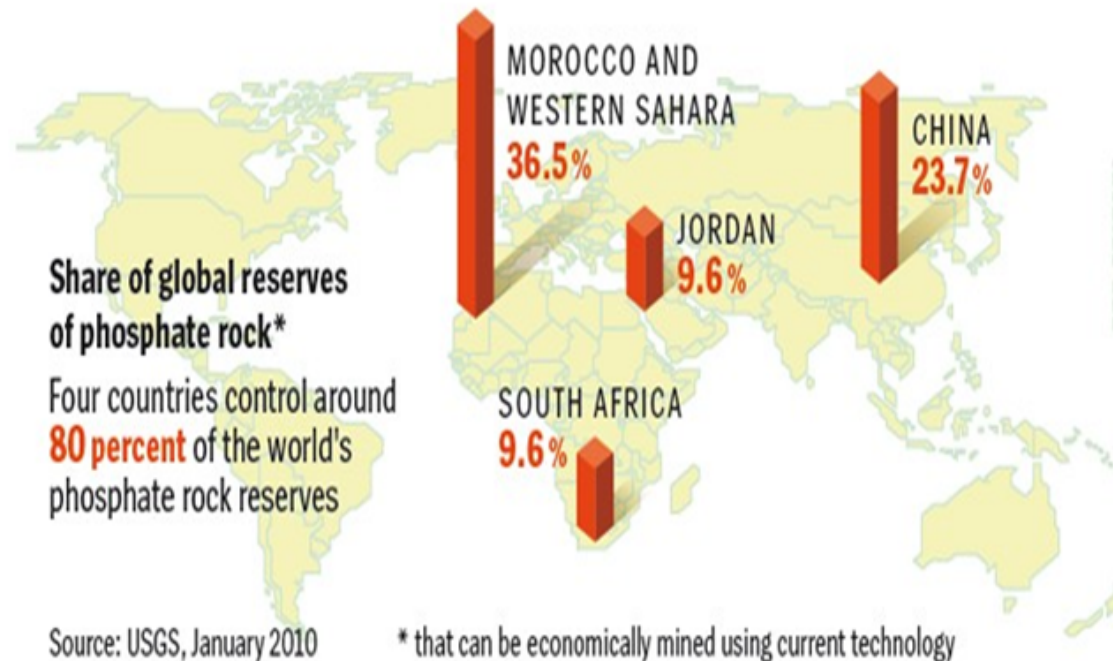 MOROCCO AND
WESTERN SAHARA
36.5%
CHINA
23.7%
JORDAN
9.6%
Share of global reserves
of phosphate rock*
Four countries control around
80 percent of the world's
phosphate rock reserves
SOUTH AFRICA
9.6%
Source: USGS, January 2010
* that can be economically mined using current technology